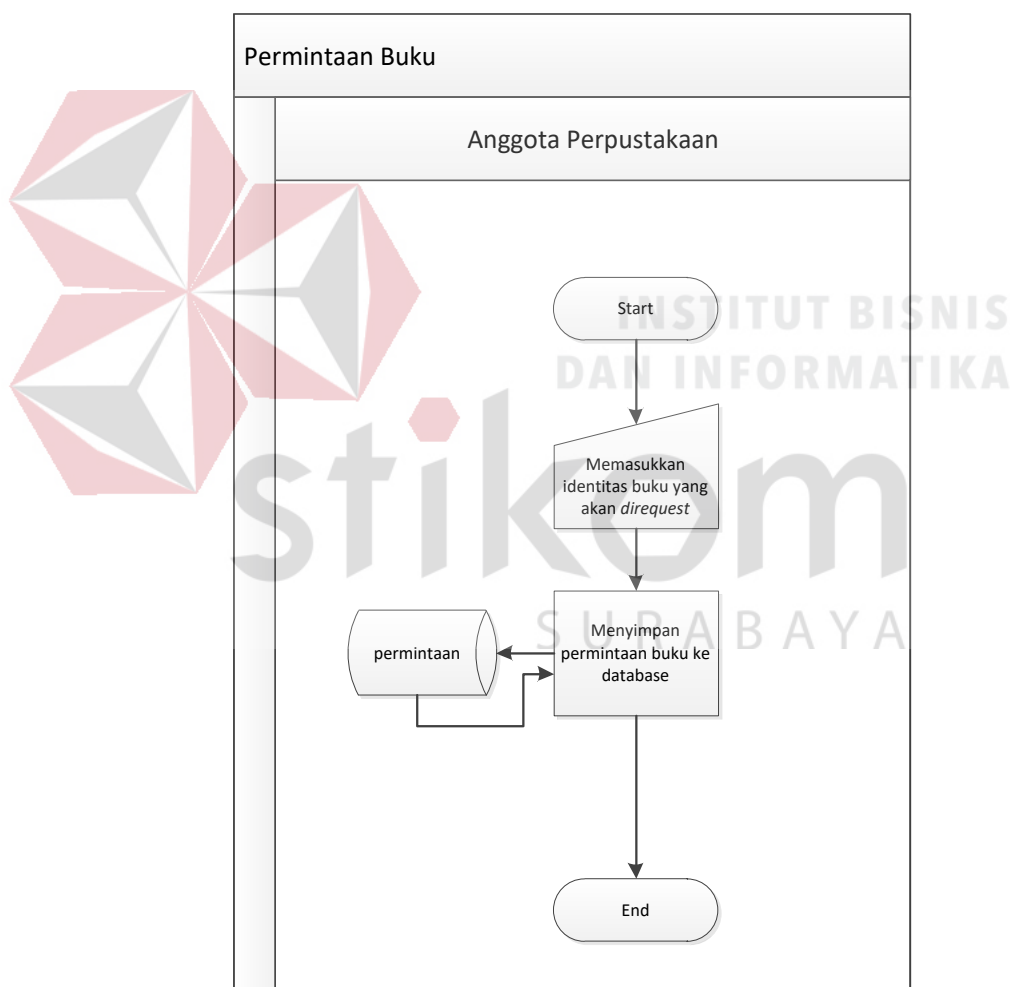 Permintaan Buku
Anggota Perpustakaan
Start
INSTITUT BISNIS
DAN INFORMATIKA
Memasukkan
identitas buku yang
akan direquest
stikom
SURABAYA
Menyimpan
permintaan buku ke
database
permintaan
End